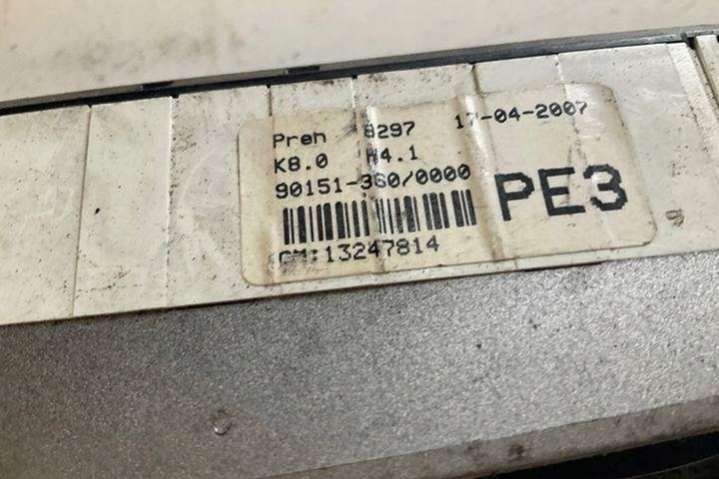 Preh 8297 17-04-2007
K8.0 H4.1
90151-360/0000
PE3
GM:13247814